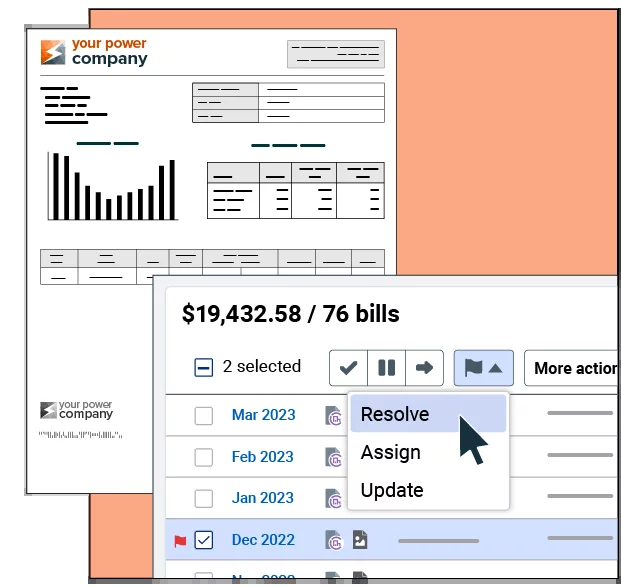 your power
company
$19,432.58 / 76 bills
2 selected
More action
Mar 2023
Resolve
Feb 2023
Assign
Jan 2023
Update
Dec 2022
your power
company